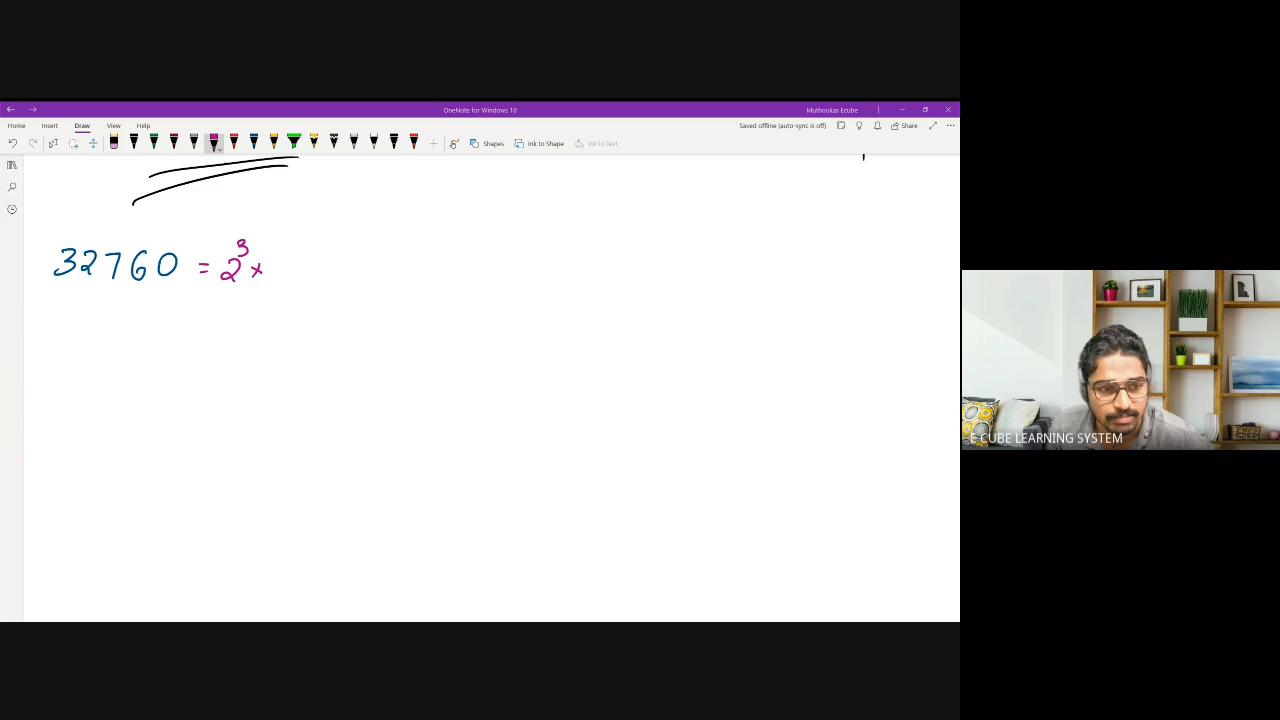 OneNote for Windows 10
Muthookas Ecube
Home Insert Draw View Help
Saved offline (auto-sync is off)
Share
Shapes
Ink to Shape
Ink to Text
32760 = 2³ ×
E CUBE LEARNING SYSTEM